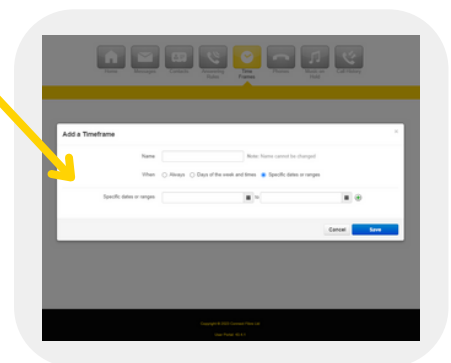 Home Messages Contacts Answering Rules Time Frames Phones Music on Hold Call History
Add a Timeframe ×
Name Note: Name cannot be changed
When Always Days of the week and times Specific dates or ranges
Specific dates or ranges to
Cancel Save